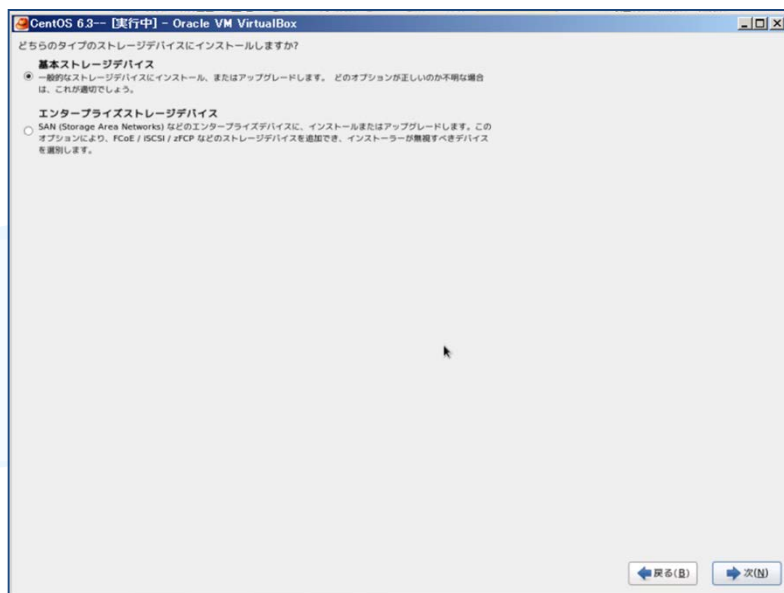 CentOS 6.3-- [実行中] - Oracle VM VirtualBox
どちらのタイプのストレージデバイスにインストールしますか?
基本ストレージデバイス
一般的なストレージデバイスにインストール、またはアップグレードします。 どのオプションが正しいのか不明な場合
は、これが適切でしょう。
エンタープライズストレージデバイス
SAN (Storage Area Networks) などのエンタープライズデバイスに、インストールまたはアップグレードします。この
オプションにより、FCoE / iSCSI / zFCP などのストレージデバイスを追加でき、インストーラーが無視すべきデバイス
を選別します。
戻る(B)
次(N)